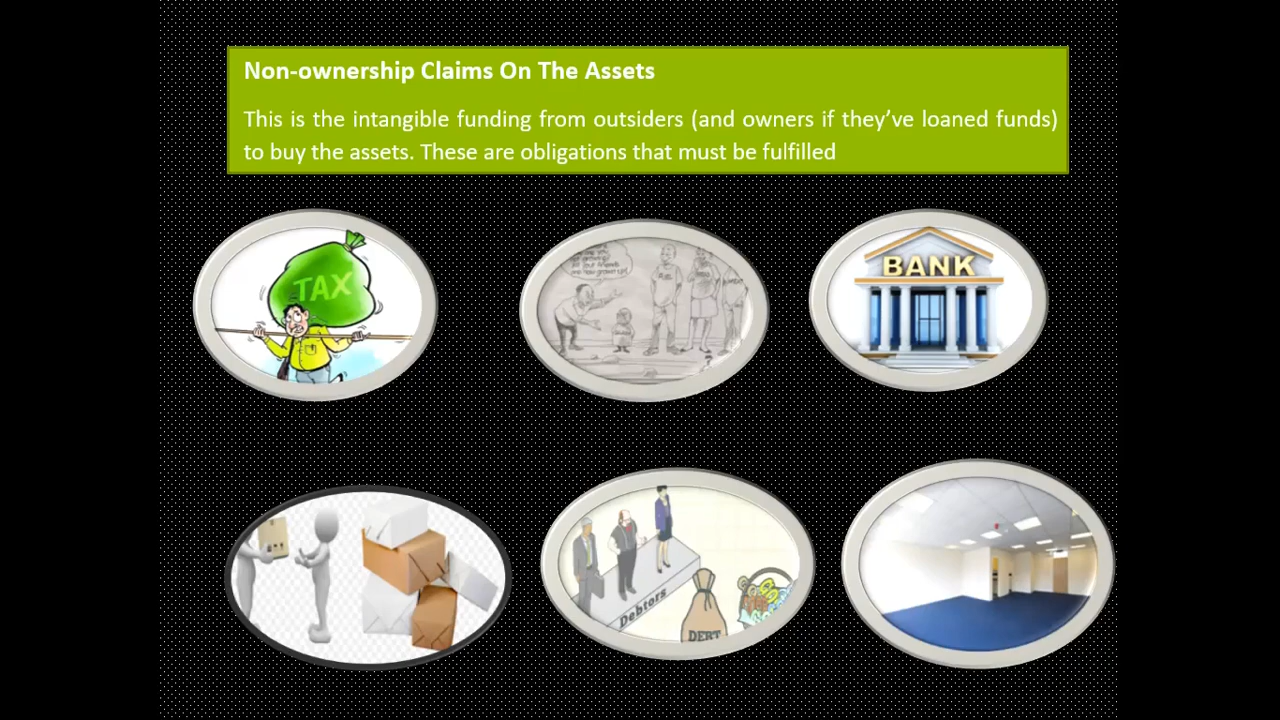 Non-ownership Claims On The Assets
This is the intangible funding from outsiders (and owners if they’ve loaned funds)
to buy the assets. These are obligations that must be fulfilled
TAX
BANK
Debtors
DEBT